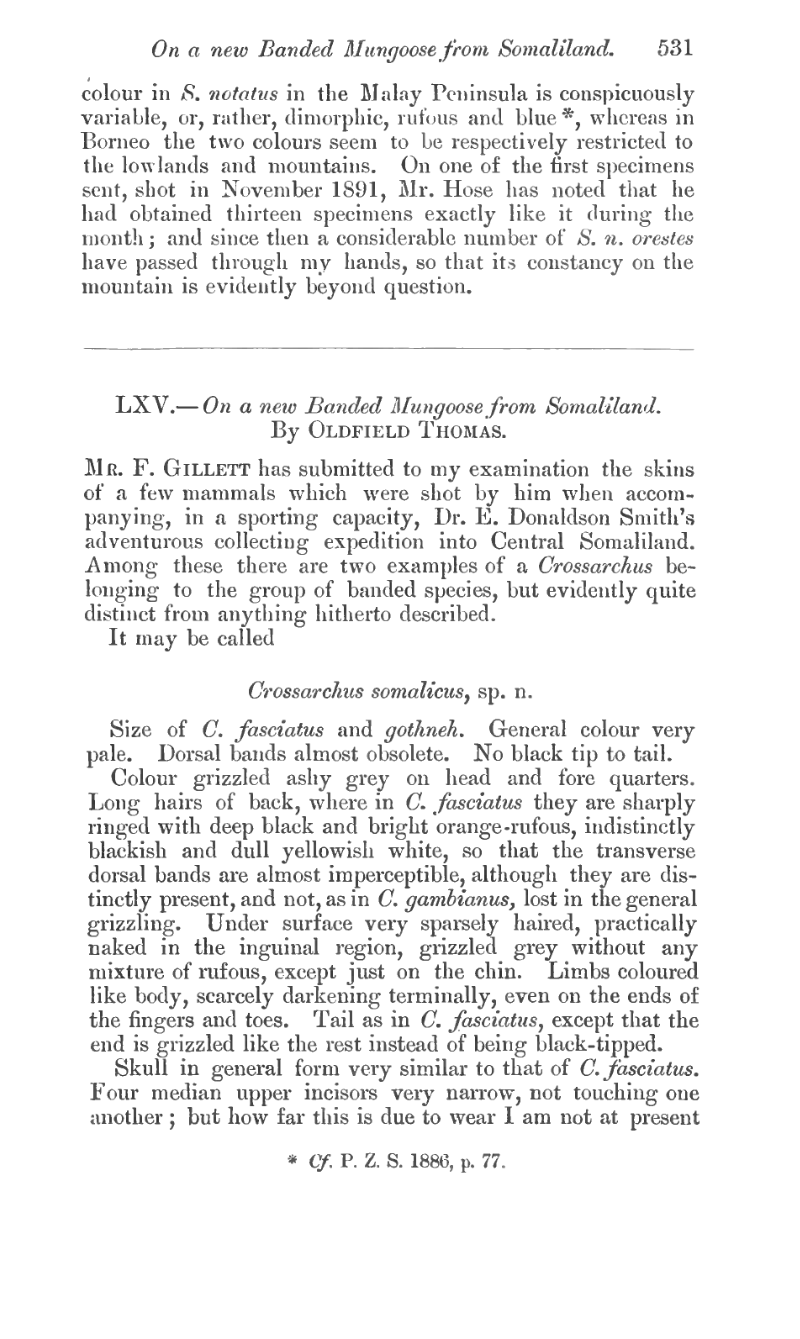 On a new Banded Mungoose from Somaliland. 531
colour in S. notatus in the Malay Peninsula is conspicuously
variable, or, rather, dimorphic, rufous and blue *, whereas in
Borneo the two colours seem to be respectively restricted to
the lowlands and mountains. On one of the first specimens
sent, shot in November 1891, Mr. Hose has noted that he
had obtained thirteen specimens exactly like it during the
month ; and since then a considerable number of S. n. orestes
have passed through my hands, so that its constancy on the
mountain is evidently beyond question.
LXV.—On a new Banded Mungoose from Somaliland.
By OLDFIELD THOMAS.
MR. F. GILLETT has submitted to my examination the skins
of a few mammals which were shot by him when accom-
panying, in a sporting capacity, Dr. E. Donaldson Smith's
adventurous collecting expedition into Central Somaliland.
Among these there are two examples of a Crossarchus be-
longing to the group of banded species, but evidently quite
distinct from anything hitherto described.
It may be called
Crossarchus somalicus, sp. n.
Size of C. fasciatus and gothneh. General colour very
pale. Dorsal bands almost obsolete. No black tip to tail.
Colour grizzled ashy grey on head and fore quarters.
Long hairs of back, where in C. fasciatus they are sharply
ringed with deep black and bright orange-rufous, indistinctly
blackish and dull yellowish white, so that the transverse
dorsal bands are almost imperceptible, although they are dis-
tinctly present, and not, as in C. gambianus, lost in the general
grizzling. Under surface very sparsely haired, practically
naked in the inguinal region, grizzled grey without any
mixture of rufous, except just on the chin. Limbs coloured
like body, scarcely darkening terminally, even on the ends of
the fingers and toes. Tail as in C. fasciatus, except that the
end is grizzled like the rest instead of being black-tipped.
Skull in general form very similar to that of C. fasciatus.
Four median upper incisors very narrow, not touching one
another ; but how far this is due to wear I am not at present
* Cf. P. Z. S. 1886, p. 77.